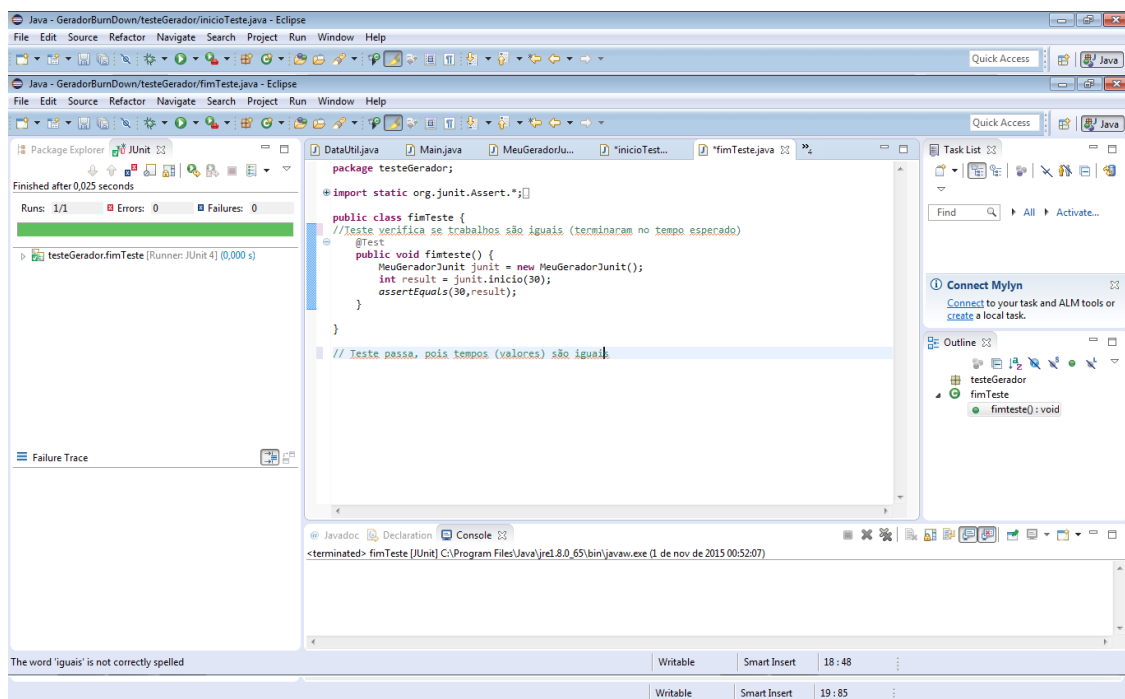 Java - GeradorBurnDown/testeGerador/inicioTeste.java - Eclipse
File Edit Source Refactor Navigate Search Project Run Window Help
Quick Access
Java
Java - GeradorBurnDown/testeGerador/fimTeste.java - Eclipse
File Edit Source Refactor Navigate Search Project Run Window Help
Quick Access
Java
Package Explorer JUnit
Finished after 0,025 seconds
Runs: 1/1 Errors: 0 Failures: 0
testeGerador.fimTeste [Runner: JUnit 4] (0,000 s)
Failure Trace
DataUtil.java Main.java MeuGeradorJu... *inicioTest... *fimTeste.java »4
package testeGerador;
import static org.junit.Assert.*;
public class fimTeste {
//Teste verifica se trabalhos são iguais (terminaram no tempo esperado)
@Test
public void fimteste() {
MeuGeradorJunit junit = new MeuGeradorJunit();
int result = junit.inicio(30);
assertEquals(30,result);
}
}
// Teste passa, pois tempos (valores) são iguais
Task List
Find All Activate...
Connect Mylyn
Connect to your task and ALM tools or
create a local task.
Outline
testeGerador
fimTeste
fimteste() : void
@ Javadoc Declaration Console
<terminated> fimTeste [JUnit] C:\Program Files\Java\jre1.8.0_65\bin\javaw.exe (1 de nov de 2015 00:52:07)
The word 'iguais' is not correctly spelled
Writable Smart Insert 18 : 48
Writable Smart Insert 19 : 85